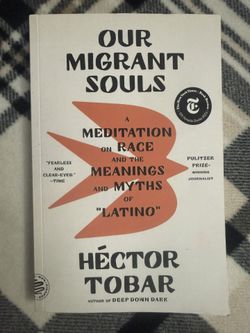 OUR
MIGRANT
SOULS
A
MEDITATION
ON RACE
AND THE
MEANINGS
AND MYTHS
OF
"LATINO"
"FEARLESS
AND
CLEAR-EYED."
—TIME
PULITZER
PRIZE–
WINNING
JOURNALIST
HÉCTOR
TOBAR
AUTHOR OF DEEP DOWN DARK